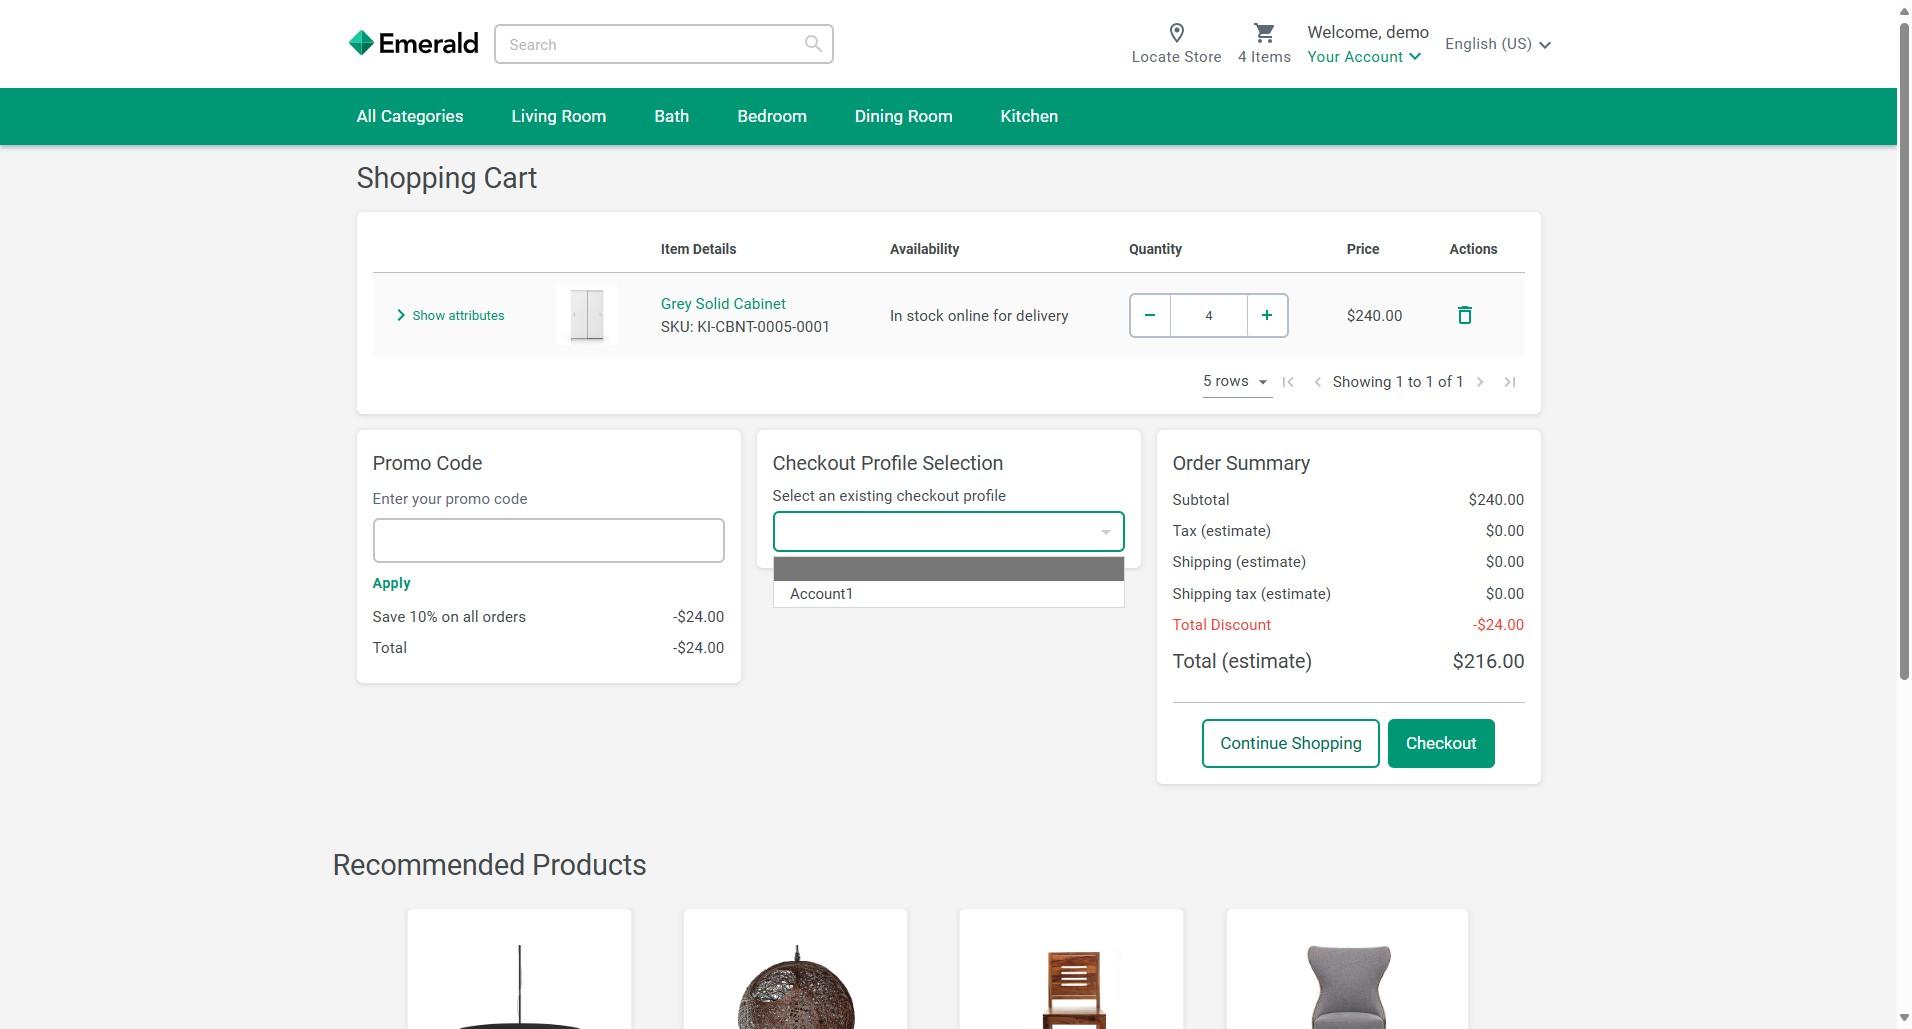 Emerald
Search
Locate Store
4 Items
Welcome, demo
Your Account
English (US)
All Categories
Living Room
Bath
Bedroom
Dining Room
Kitchen
Shopping Cart
Item Details
Availability
Quantity
Price
Actions
Show attributes
Grey Solid Cabinet
SKU: KI-CBNT-0005-0001
In stock online for delivery
4
$240.00
5 rows
Showing 1 to 1 of 1
Promo Code
Enter your promo code
Apply
Save 10% on all orders
-$24.00
Total
-$24.00
Checkout Profile Selection
Select an existing checkout profile
Account1
Order Summary
Subtotal
$240.00
Tax (estimate)
$0.00
Shipping (estimate)
$0.00
Shipping tax (estimate)
$0.00
Total Discount
-$24.00
Total (estimate)
$216.00
Continue Shopping
Checkout
Recommended Products